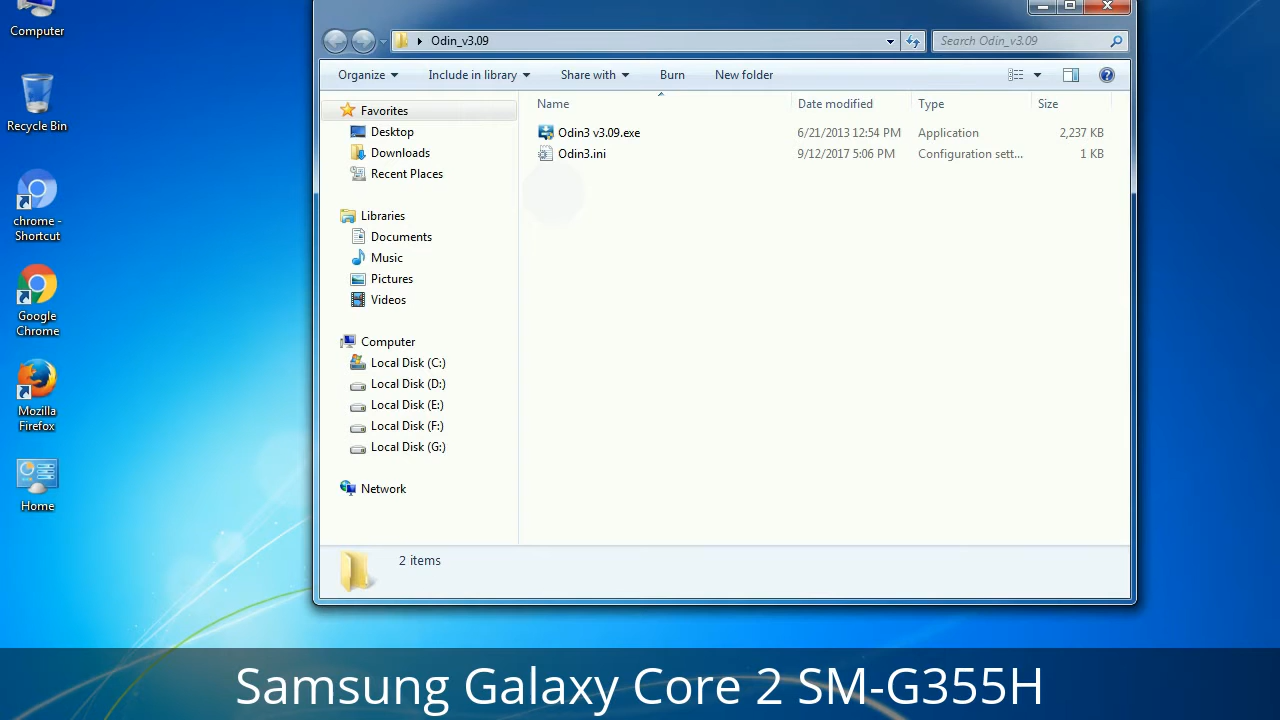 Computer
Recycle Bin
chrome -
Shortcut
Google
Chrome
Mozilla
Firefox
Home
Odin_v3.09
Search Odin_v3.09
Organize Include in library Share with Burn New folder
Favorites
Desktop
Downloads
Recent Places
Libraries
Documents
Music
Pictures
Videos
Computer
Local Disk (C:)
Local Disk (D:)
Local Disk (E:)
Local Disk (F:)
Local Disk (G:)
Network
Name Date modified Type Size
Odin3 v3.09.exe 6/21/2013 12:54 PM Application 2,237 KB
Odin3.ini 9/12/2017 5:06 PM Configuration sett... 1 KB
2 items
Samsung Galaxy Core 2 SM-G355H